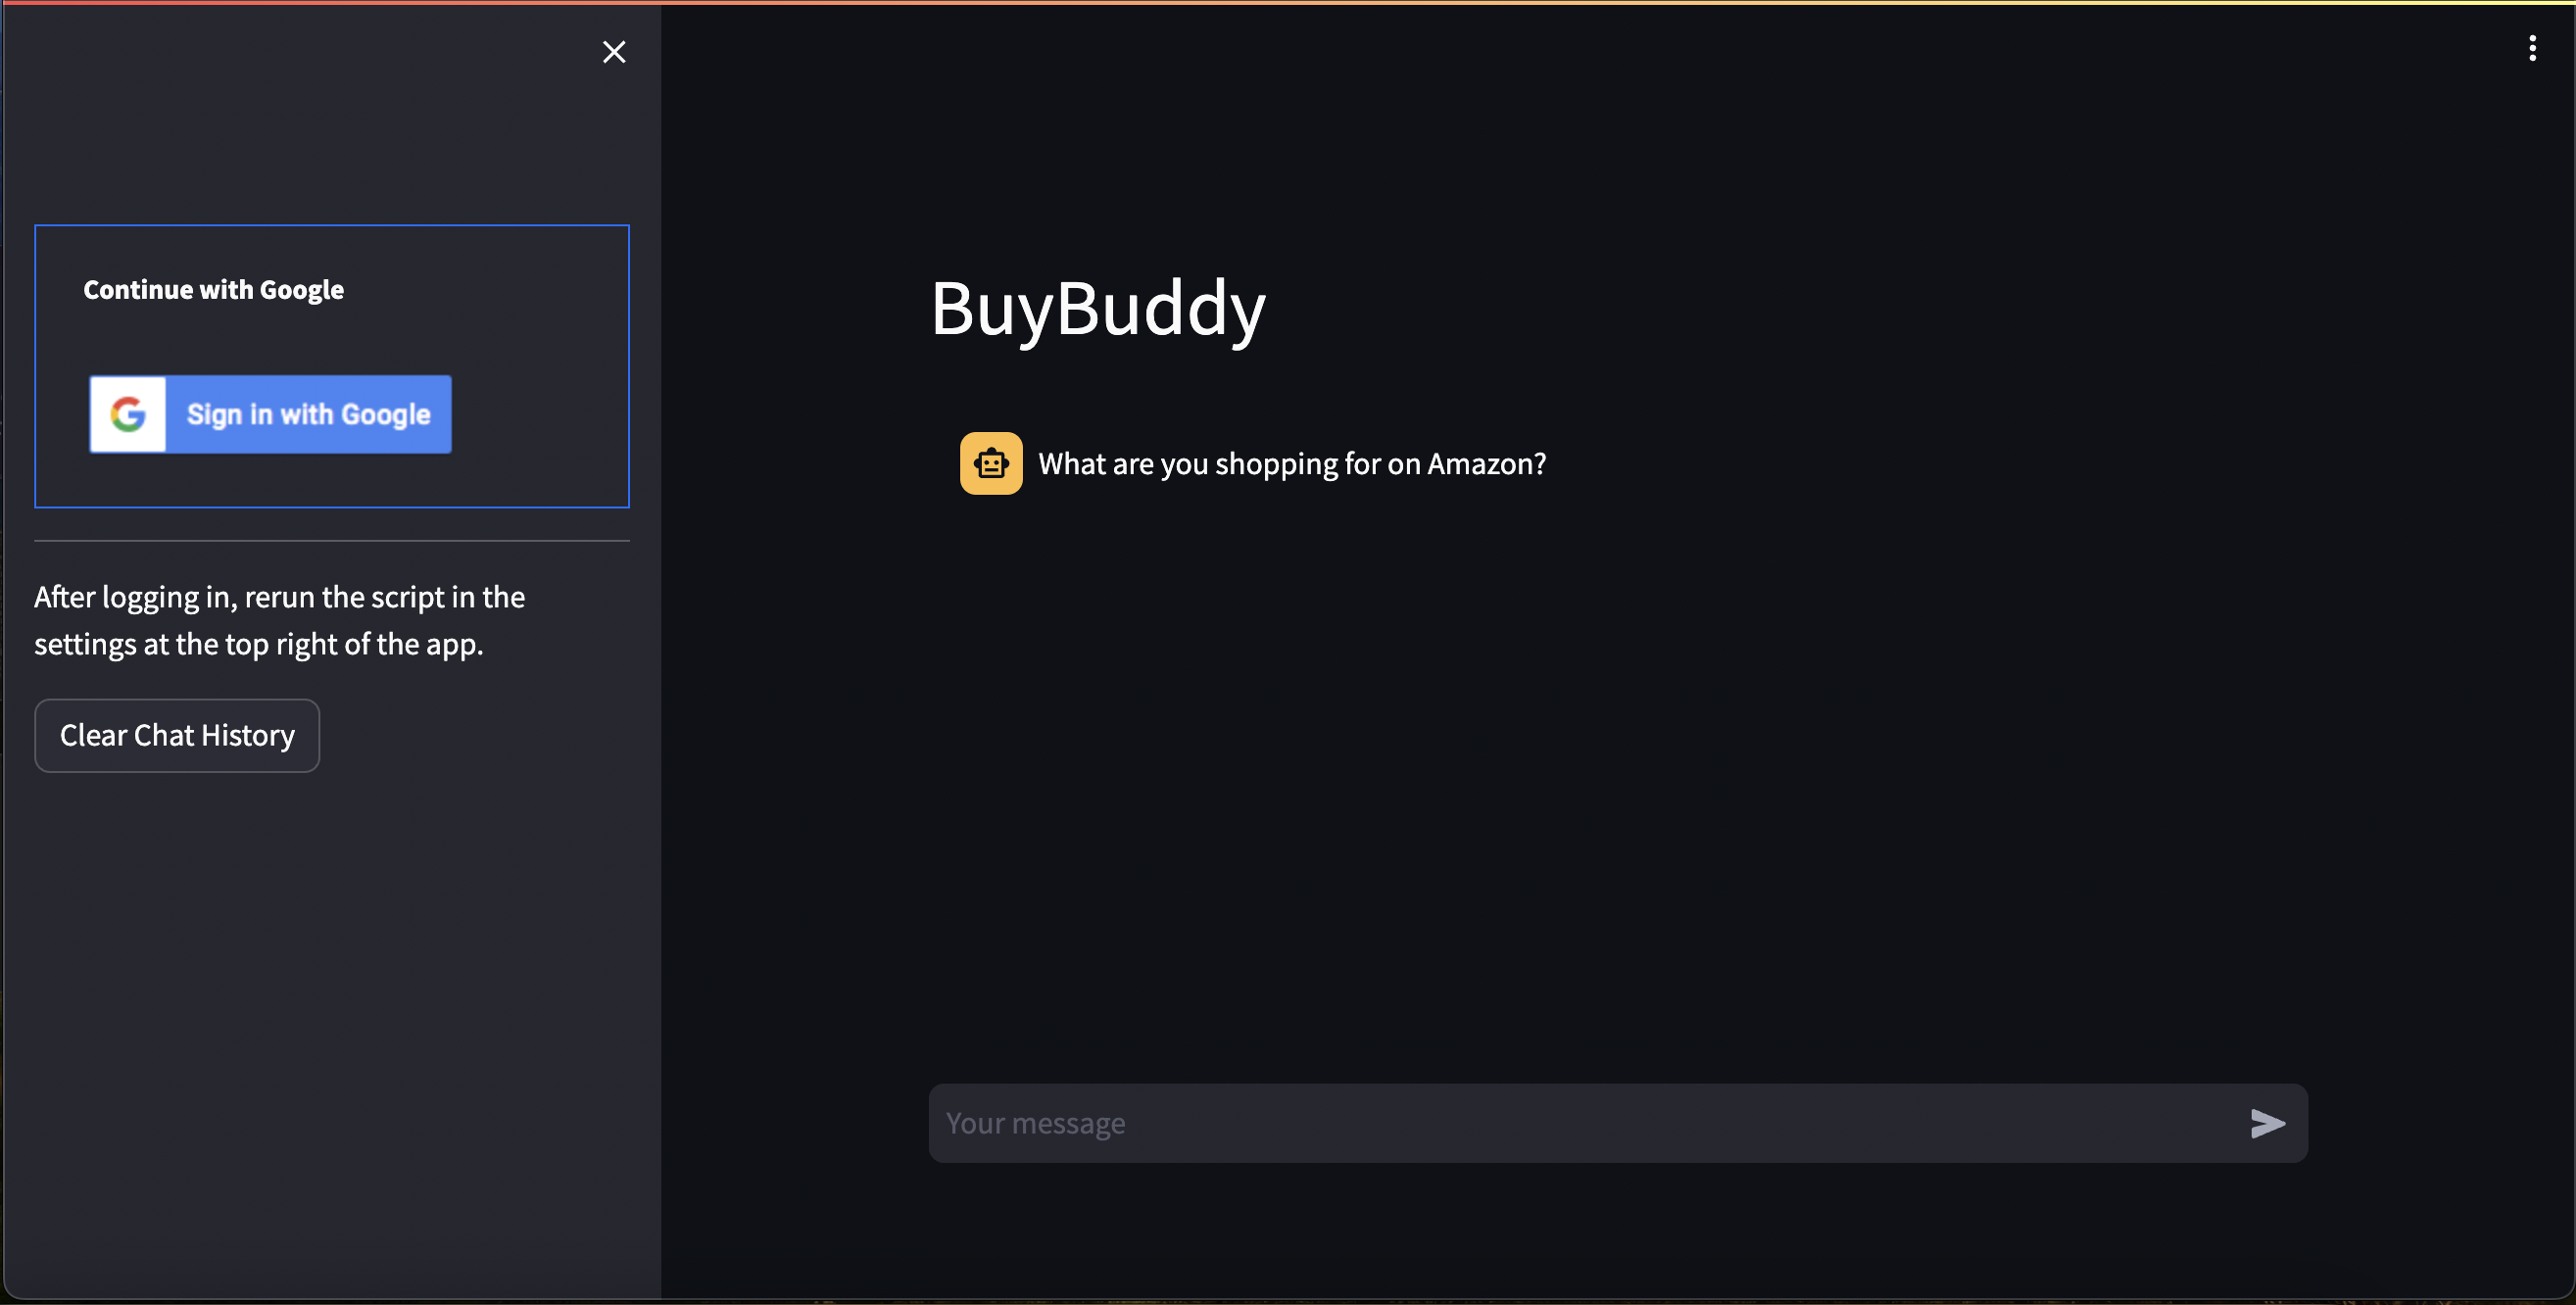 Continue with Google
Sign in with Google
After logging in, rerun the script in the
settings at the top right of the app.
Clear Chat History
BuyBuddy
What are you shopping for on Amazon?
Your message